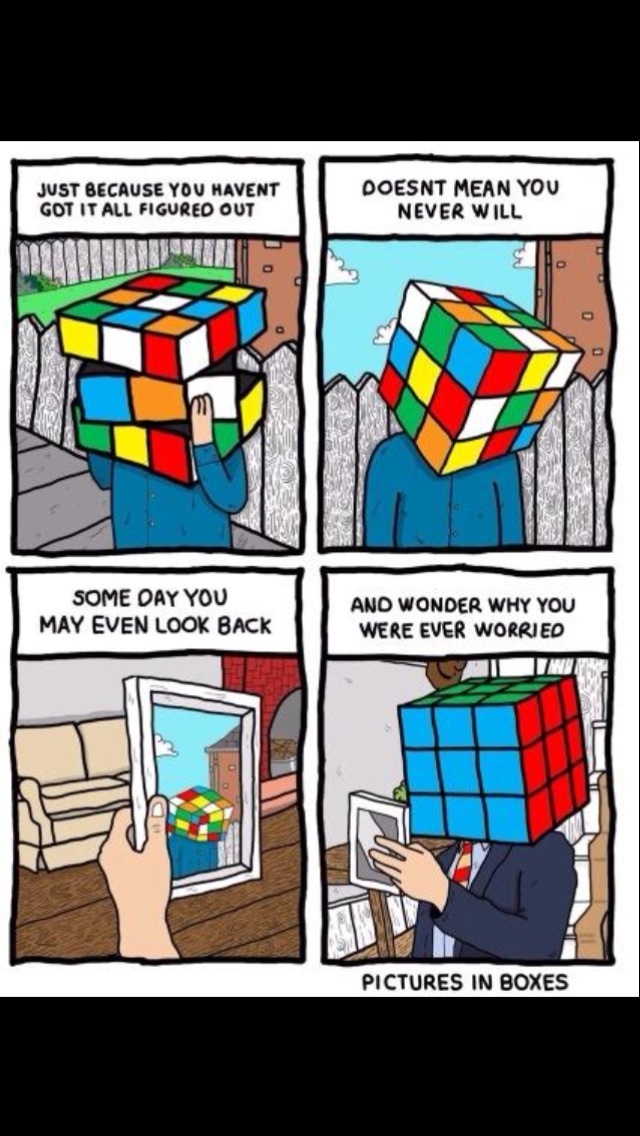 JUST BECAUSE YOU HAVENT
GOT IT ALL FIGURED OUT
DOESNT MEAN YOU
NEVER WILL
SOME DAY YOU
MAY EVEN LOOK BACK
AND WONDER WHY YOU
WERE EVER WORRIED
PICTURES IN BOXES